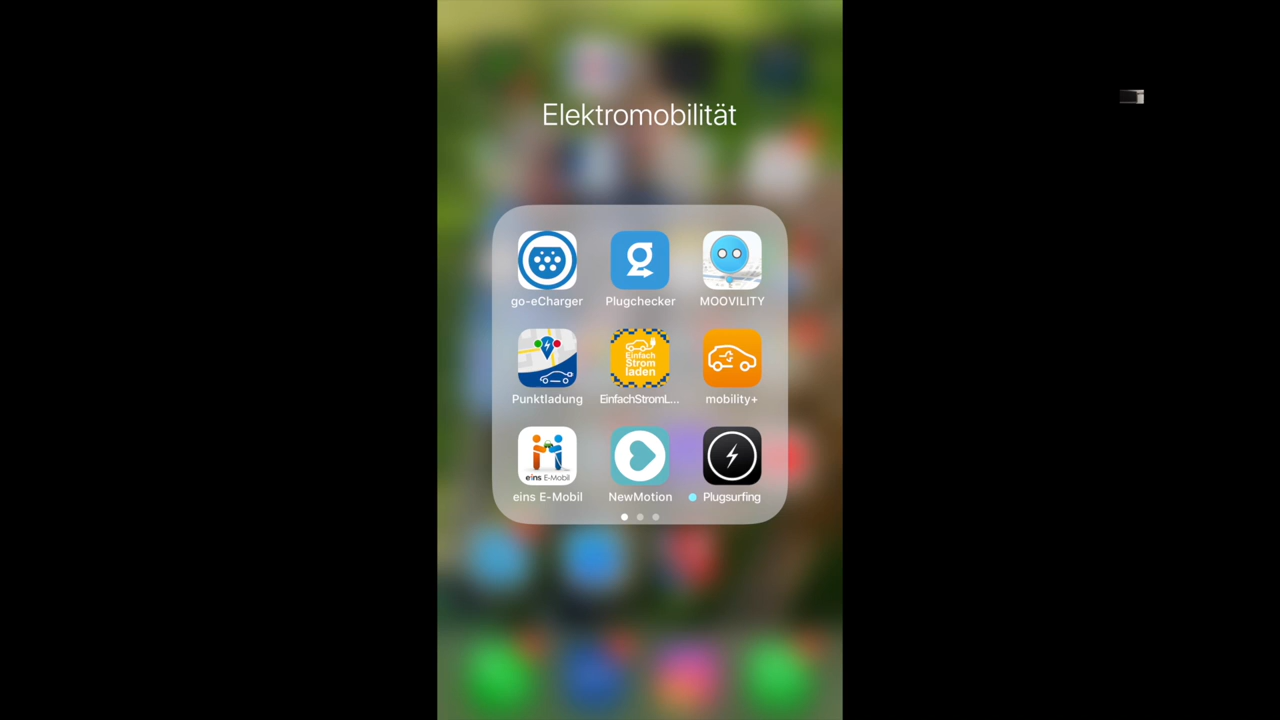 Elektromobilität
go-eCharger
Plugchecker
MOOVILITY
Einfach
Strom
laden
Punktladung
EinfachStromL...
mobility+
eins E-Mobil
eins E-Mobil
NewMotion
Plugsurfing